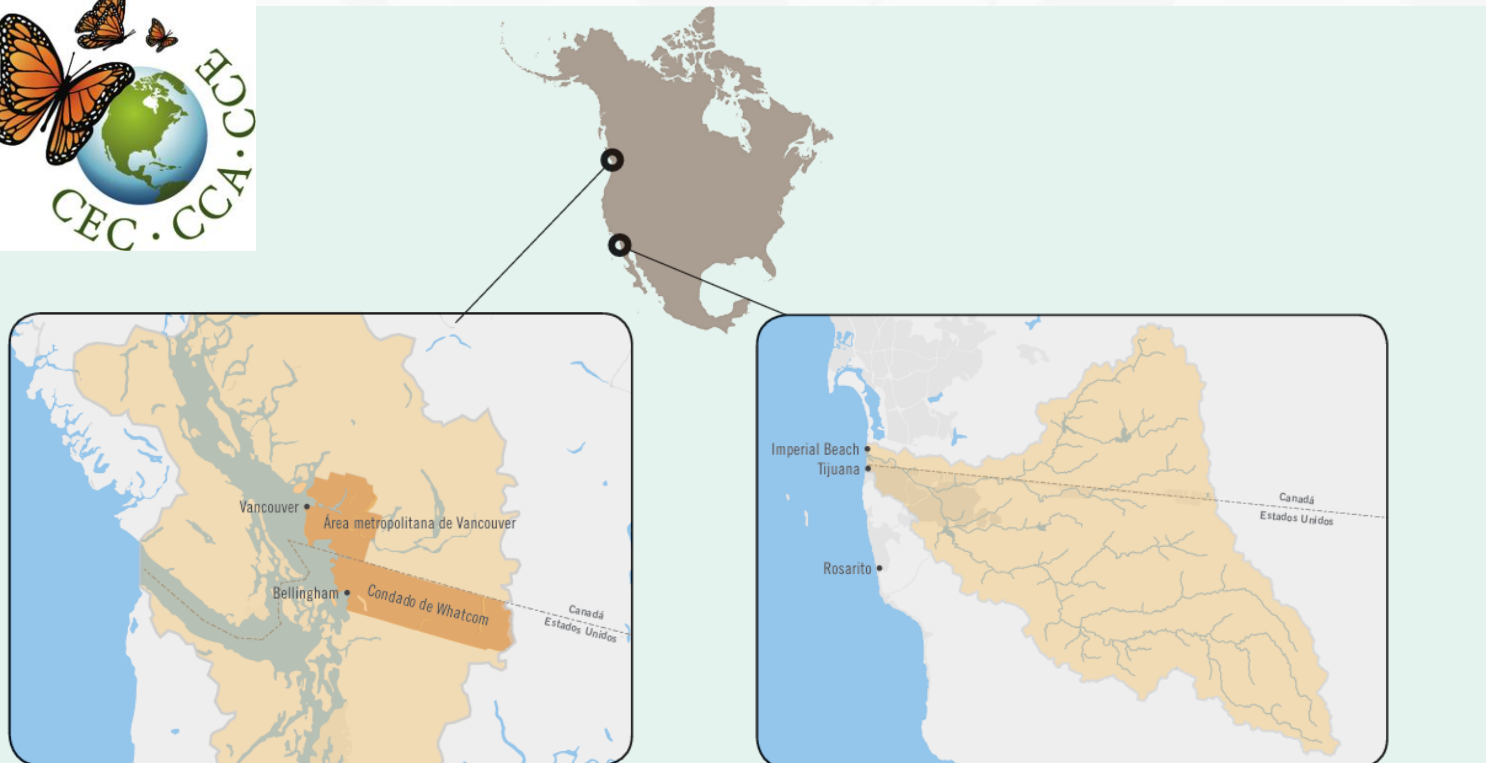 CEC · CCA · CCE
Vancouver
Área metropolitana de Vancouver
Bellingham
Condado de Whatcom
Canadá
Estados Unidos
Imperial Beach
Tijuana
Rosarito
Canadá
Estados Unidos